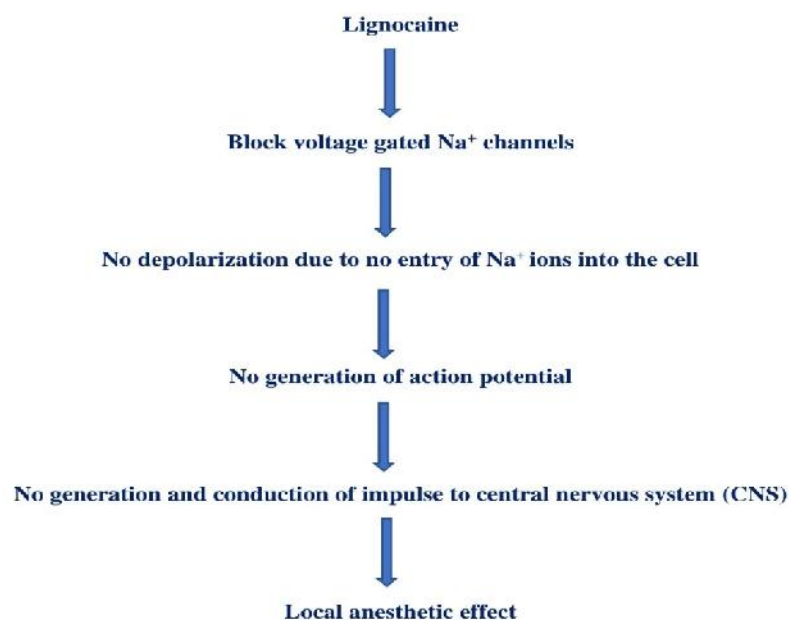 Lignocaine
Block voltage gated Na⁺ channels
No depolarization due to no entry of Na⁺ ions into the cell
No generation of action potential
No generation and conduction of impulse to central nervous system (CNS)
Local anesthetic effect